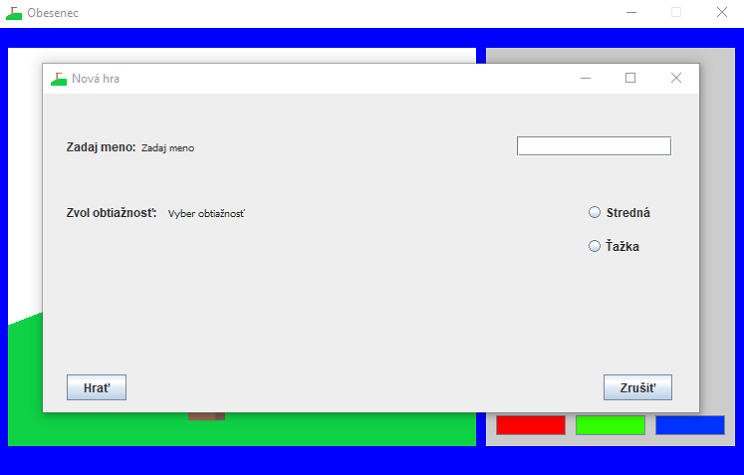 Obesenec
Nová hra
Zadaj meno: Zadaj meno
Zvol obtiažnosť: Vyber obtiažnosť
Stredná
Ťažka
Hrať
Zrušiť